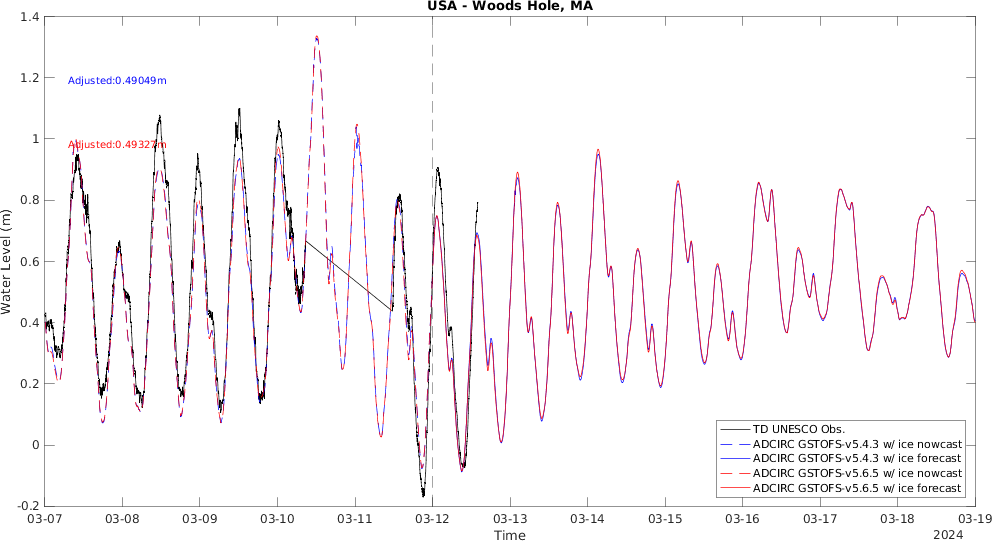 USA - Woods Hole, MA
1.4
1.2
1
0.8
0.6
0.4
0.2
0
-0.2
Water Level (m)
Adjusted:0.49049m
Adjusted:0.49327m
TD UNESCO Obs.
ADCIRC GSTOFS-v5.4.3 w/ ice nowcast
ADCIRC GSTOFS-v5.4.3 w/ ice forecast
ADCIRC GSTOFS-v5.6.5 w/ ice nowcast
ADCIRC GSTOFS-v5.6.5 w/ ice forecast
03-07 03-08 03-09 03-10 03-11 03-12 03-13 03-14 03-15 03-16 03-17 03-18 03-19
Time
2024